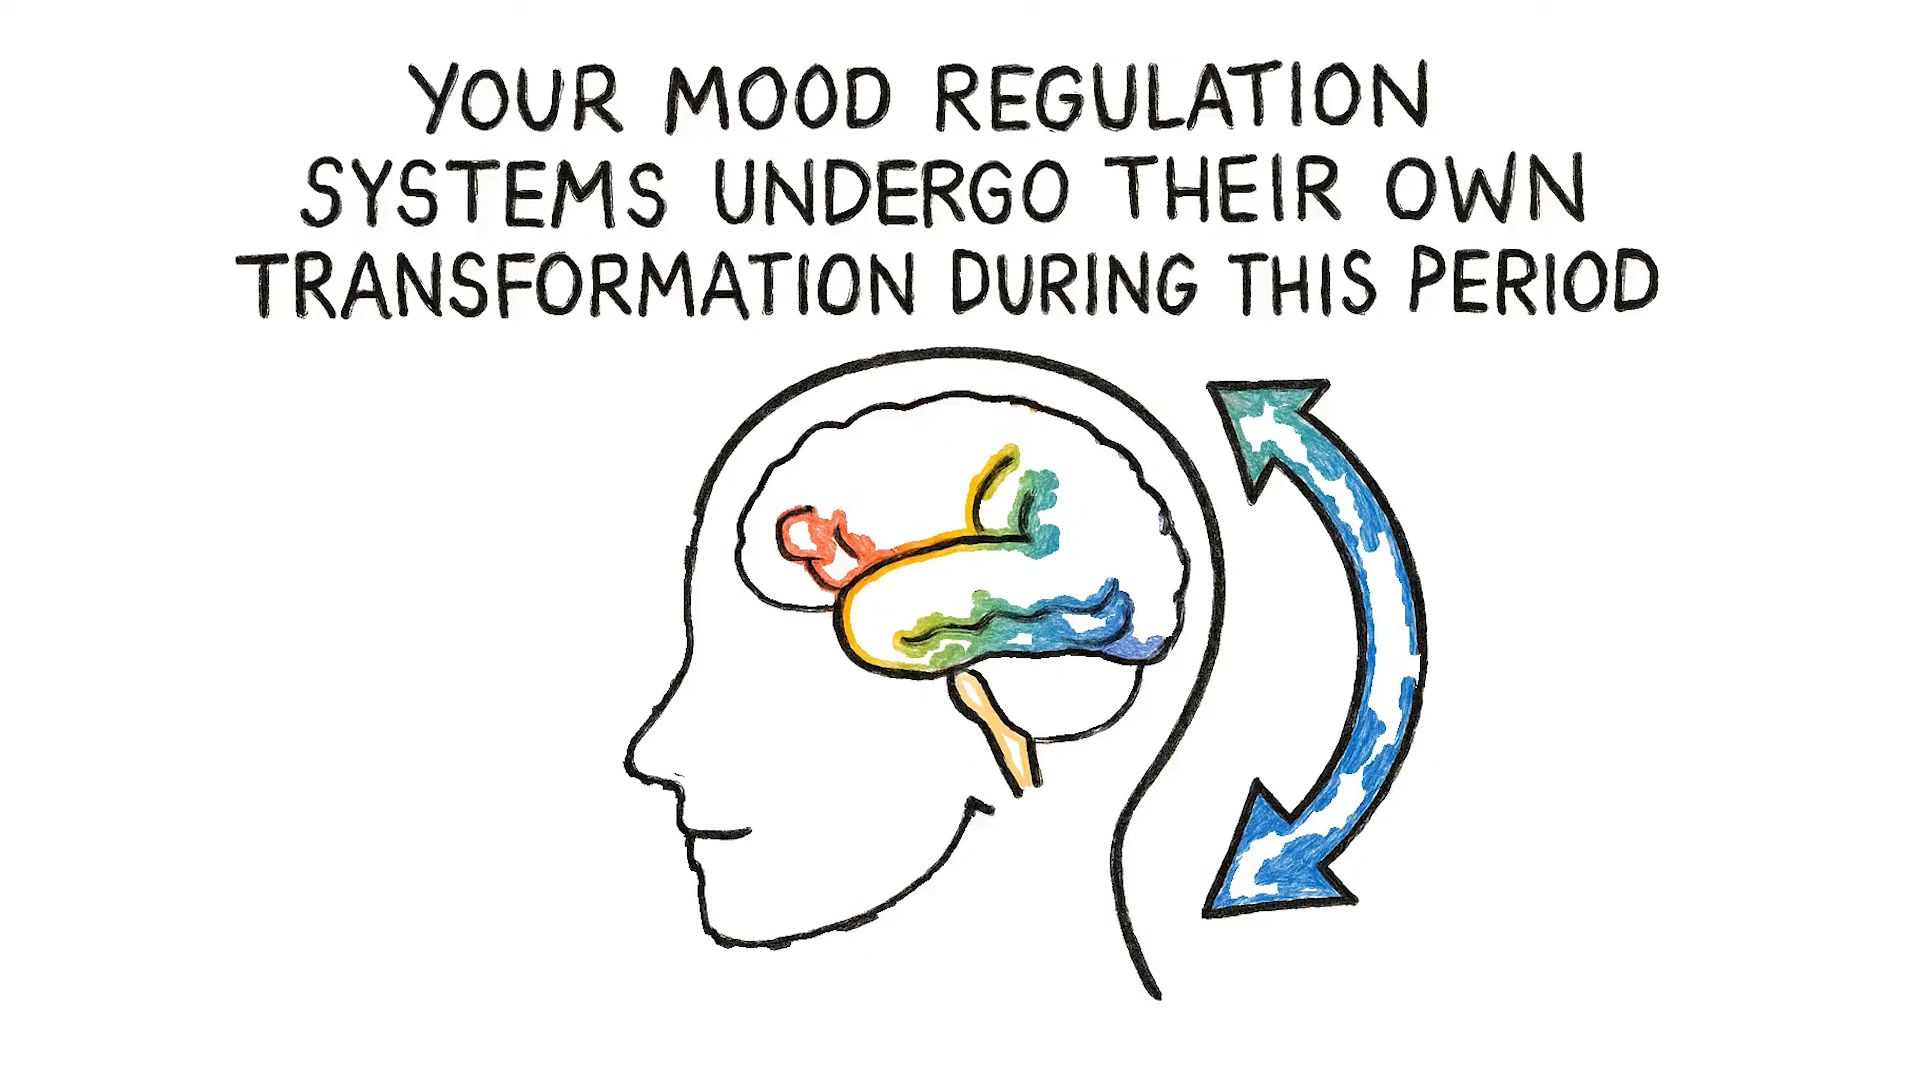 YOUR MOOD REGULATION
SYSTEMS UNDERGO THEIR OWN
TRANSFORMATION DURING THIS PERIOD